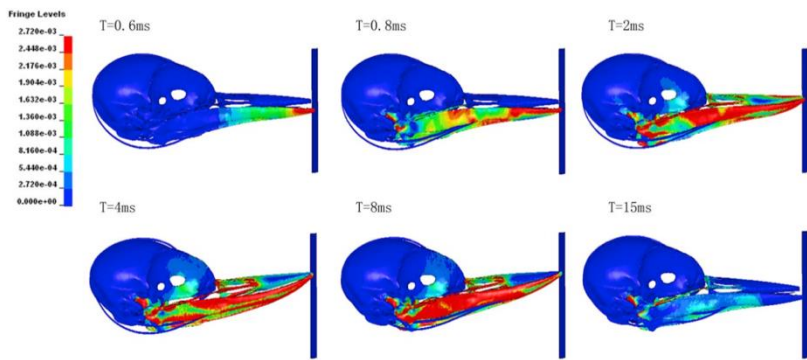 Fringe Levels
2.720e-03
2.448e-03
2.176e-03
1.904e-03
1.632e-03
1.360e-03
1.088e-03
8.160e-04
5.440e-04
2.720e-04
0.000e+00
T=0.6ms
T=0.8ms
T=2ms
T=4ms
T=8ms
T=15ms